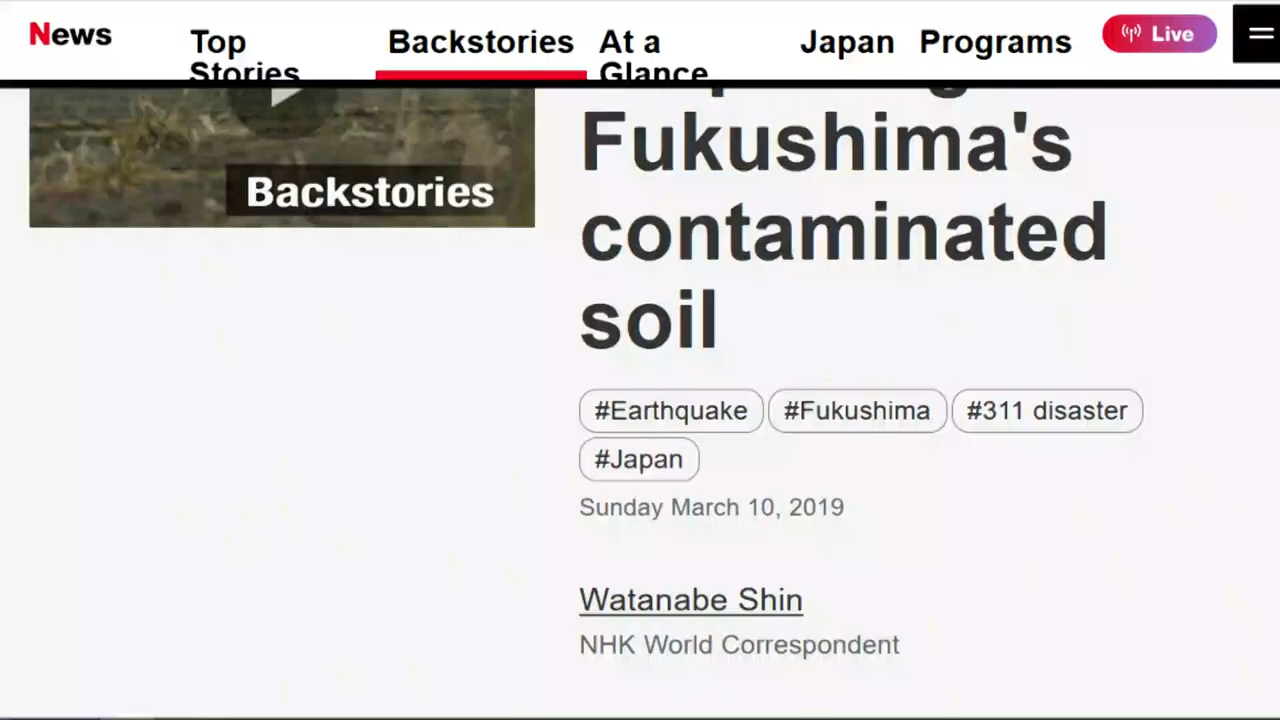 News
Top
Stories
Backstories
At a
Glance
Japan
Programs
Live
Backstories
Fukushima's
contaminated
soil
#Earthquake #Fukushima #311 disaster
#Japan
Sunday March 10, 2019
Watanabe Shin
NHK World Correspondent